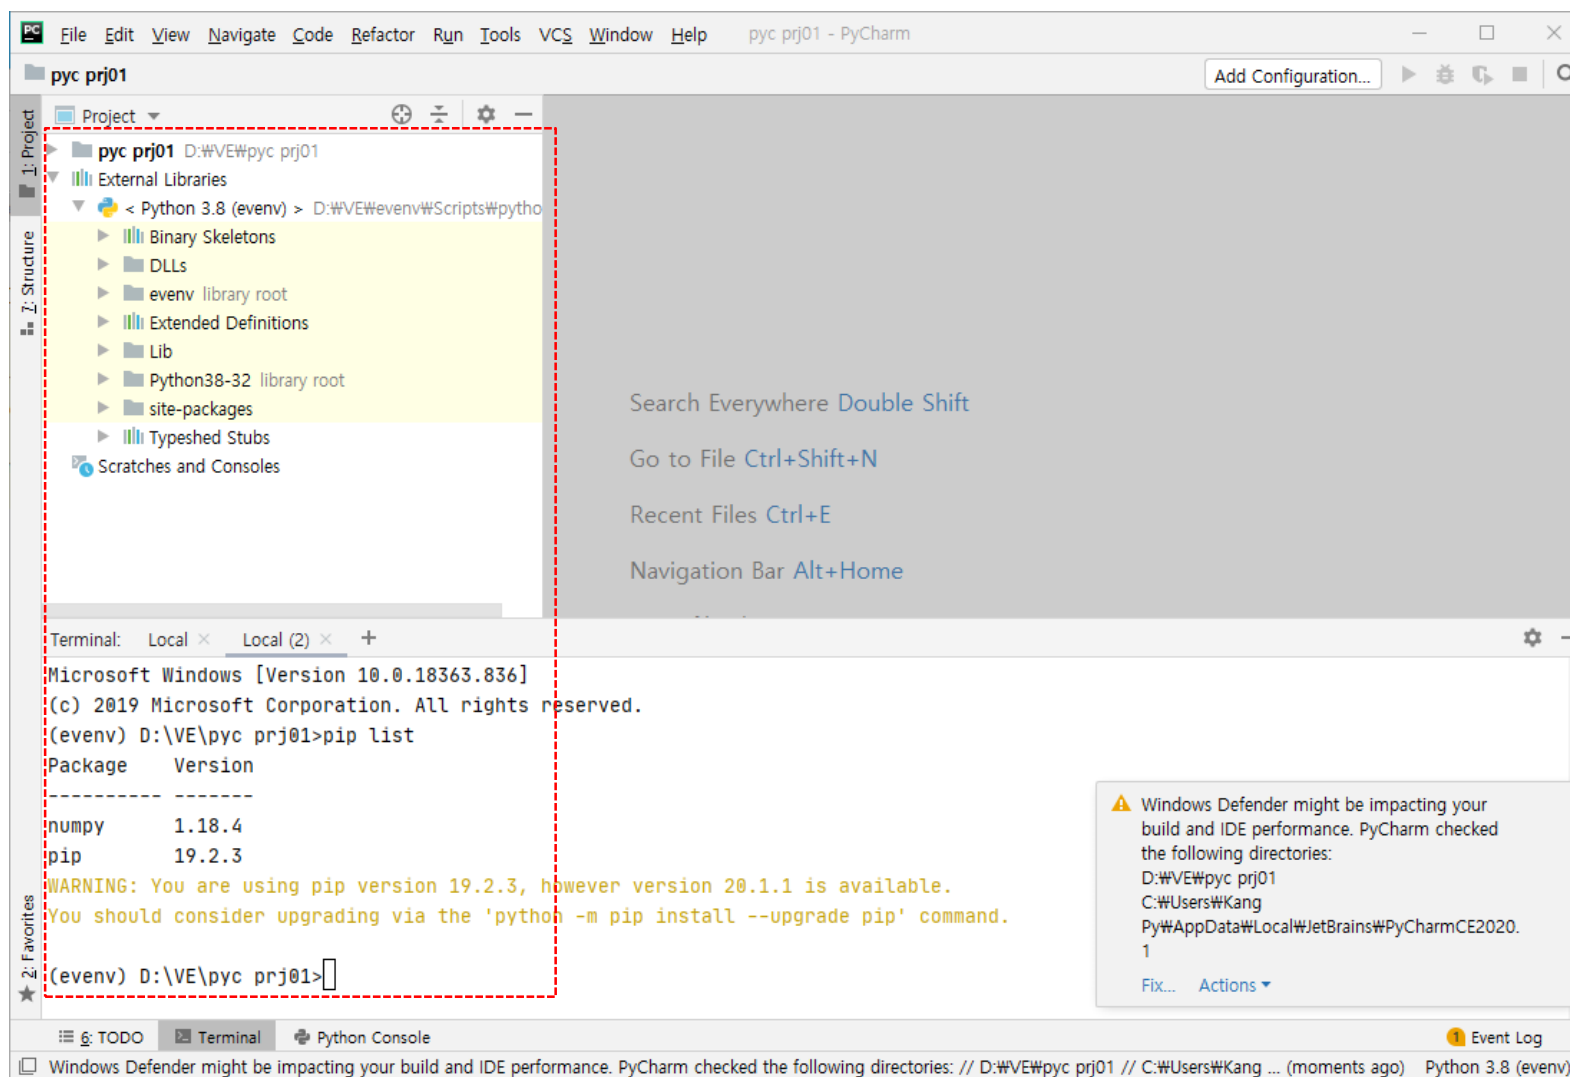 PC File Edit View Navigate Code Refactor Run Tools VCS Window Help pyc prj01 - PyCharm
pyc prj01 Add Configuration...
1: Project
Project
pyc prj01 D:₩VE₩pyc prj01
External Libraries
< Python 3.8 (evenv) > D:₩VE₩evenv₩Scripts₩pytho
Binary Skeletons
DLLs
evenv library root
Extended Definitions
Lib
Python38-32 library root
site-packages
Typeshed Stubs
Scratches and Consoles
7: Structure
Search Everywhere Double Shift
Go to File Ctrl+Shift+N
Recent Files Ctrl+E
Navigation Bar Alt+Home
Terminal: Local Local (2)
Microsoft Windows [Version 10.0.18363.836]
(c) 2019 Microsoft Corporation. All rights reserved.
(evenv) D:\VE\pyc prj01>pip list
Package Version
---------- -------
numpy 1.18.4
pip 19.2.3
WARNING: You are using pip version 19.2.3, however version 20.1.1 is available.
You should consider upgrading via the 'python -m pip install --upgrade pip' command.
(evenv) D:\VE\pyc prj01>
2: Favorites
Windows Defender might be impacting your
build and IDE performance. PyCharm checked
the following directories:
D:₩VE₩pyc prj01
C:₩Users₩Kang
Py₩AppData₩Local₩JetBrains₩PyCharmCE2020.
1
Fix... Actions
6: TODO Terminal Python Console 1 Event Log
Windows Defender might be impacting your build and IDE performance. PyCharm checked the following directories: // D:₩VE₩pyc prj01 // C:₩Users₩Kang ... (moments ago) Python 3.8 (evenv)